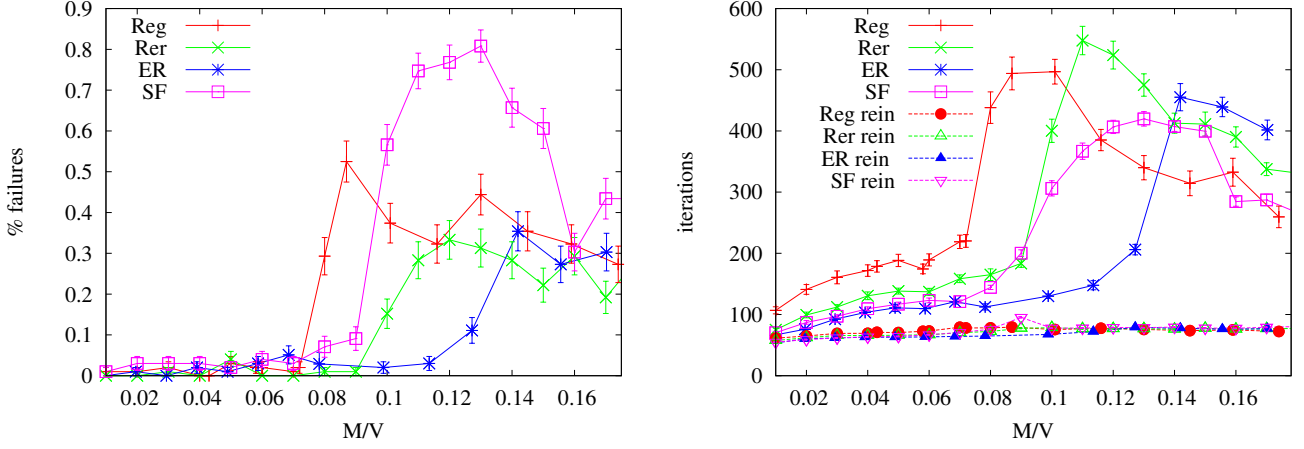 % failures
0.9
0.8
0.7
0.6
0.5
0.4
0.3
0.2
0.1
0
0.02 0.04 0.06 0.08 0.1 0.12 0.14 0.16
M/V
Reg
Rer
ER
SF
iterations
600
500
400
300
200
100
0
0.02 0.04 0.06 0.08 0.1 0.12 0.14 0.16
M/V
Reg
Rer
ER
SF
Reg rein
Rer rein
ER rein
SF rein